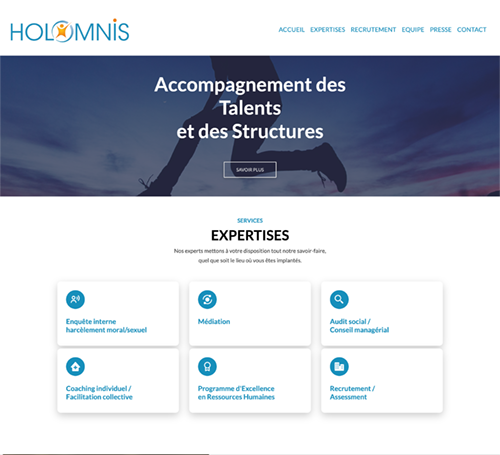 HOLOMNIS
ACCUEIL EXPERTISES RECRUTEMENT EQUIPE PRESSE CONTACT
Accompagnement des
Talents
et des Structures
SAVOIR PLUS
SERVICES
EXPERTISES
Nos experts mettons à votre disposition tout notre savoir-faire,
quel que soit le lieu où vous êtes implantés.
Enquête interne
harcèlement moral/sexuel
Médiation
Audit social /
Conseil managérial
Coaching individuel /
Facilitation collective
Programme d'Excellence
en Ressources Humaines
Recrutement /
Assessment